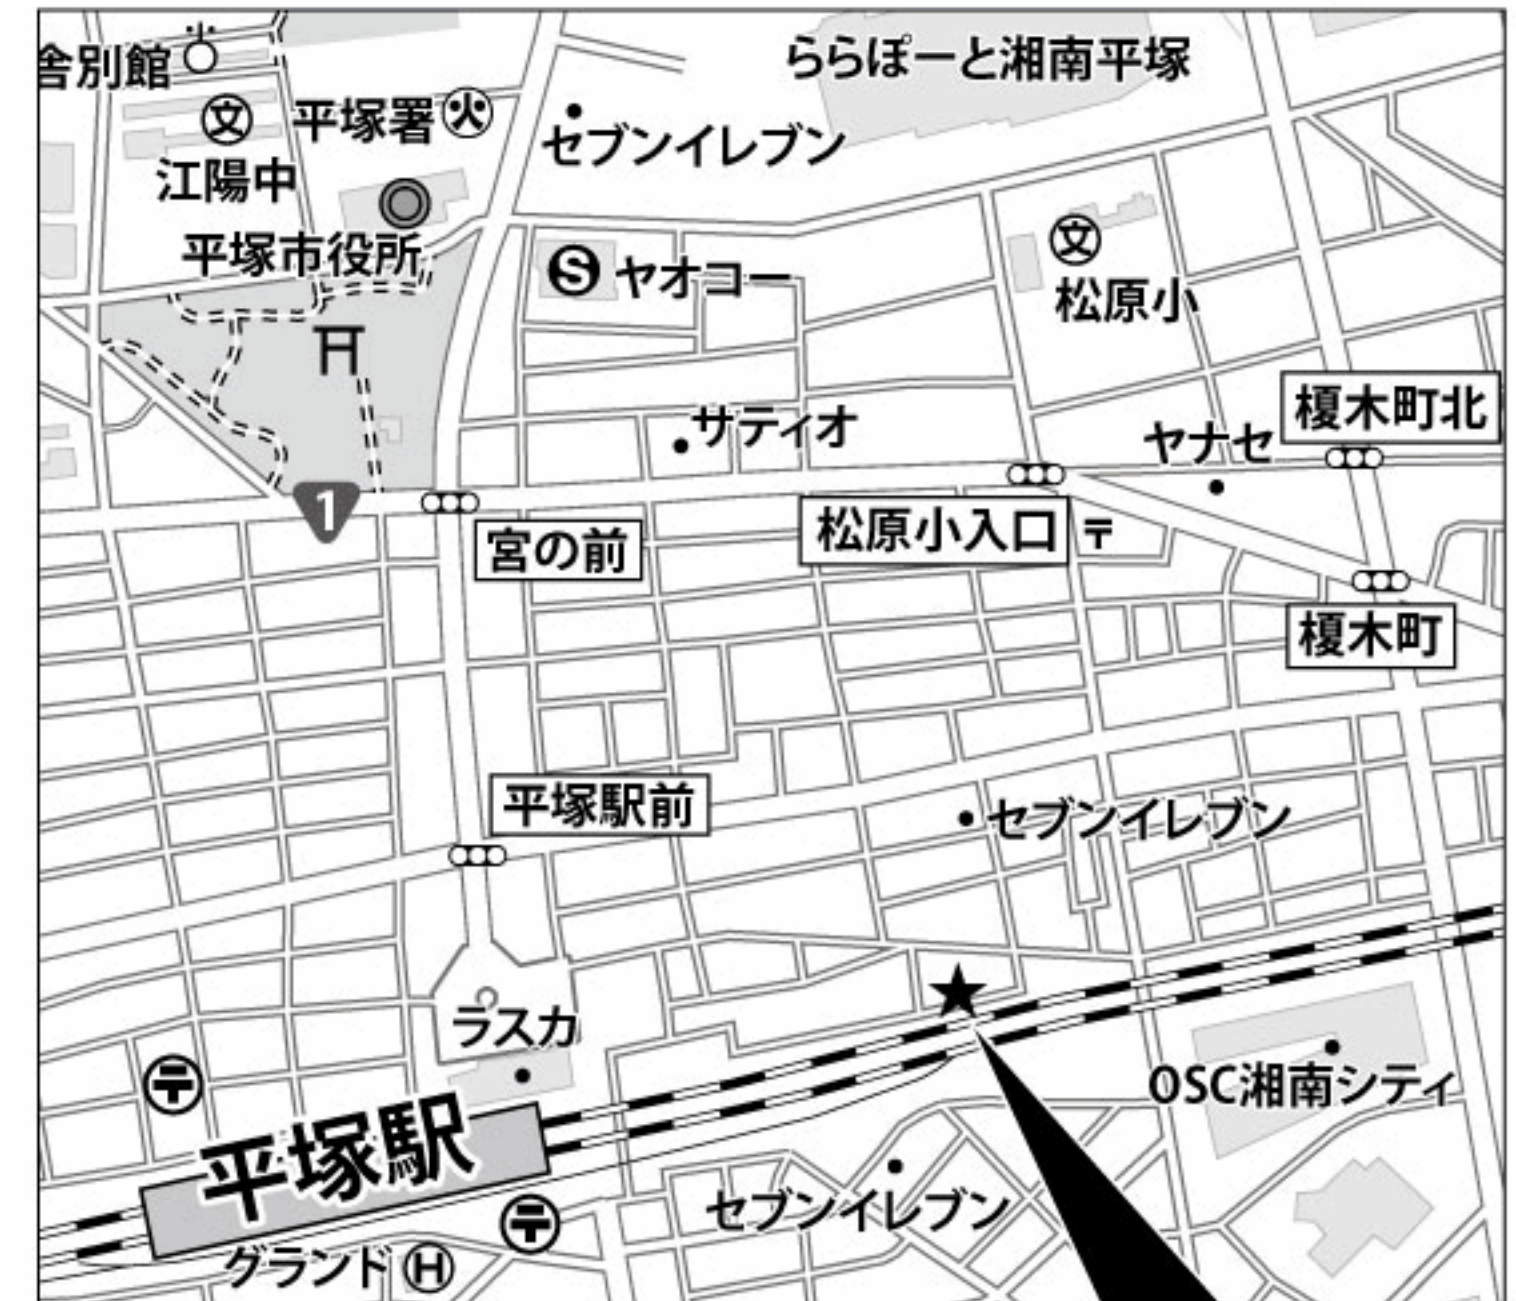 舎別館
ららぽーと湘南平塚
文
平塚署
火
セブンイレブン
江陽中
平塚市役所
S
ヤオコー
文
松原小
サティオ
ヤナセ
榎木町北
1
宮の前
松原小入口
〒
榎木町
平塚駅前
セブンイレブン
ラスカ
〒
OSC湘南シティ
平塚駅
セブンイレブン
〒
グランド
H